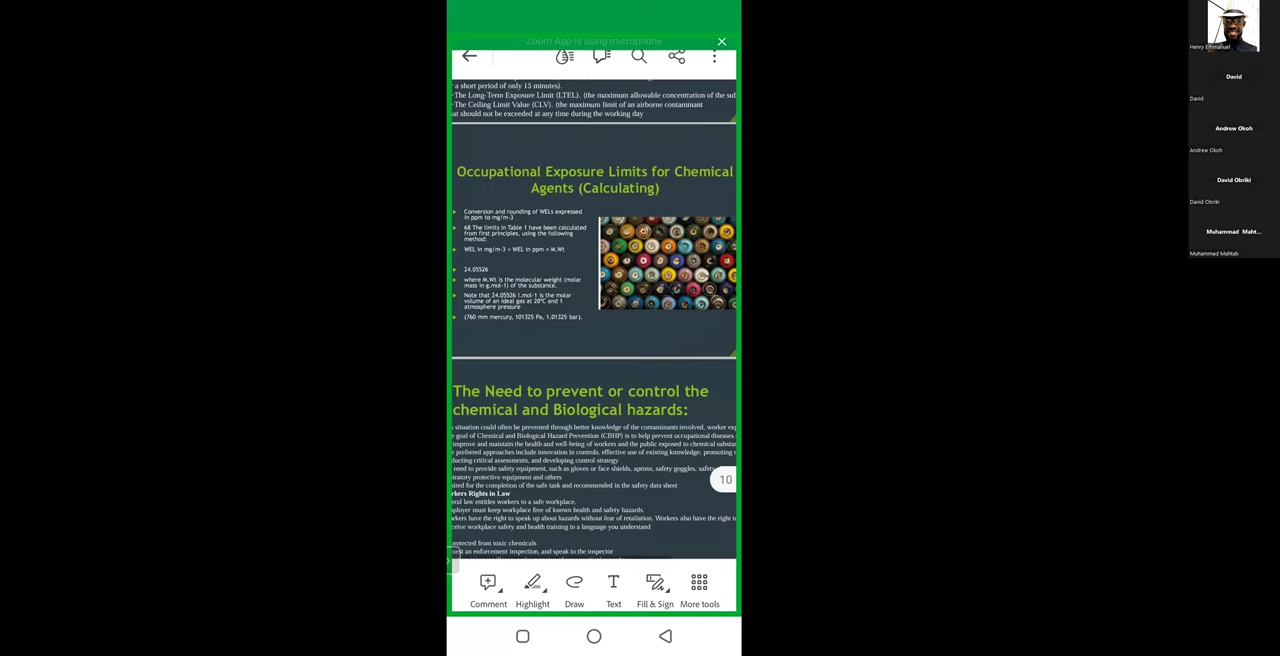 Zoom App is using microphone
a short period of only 15 minutes).
The Long-Term Exposure Limit (LTEL). (the maximum allowable concentration of the sub
The Ceiling Limit Value (CLV). (the maximum limit of an airborne contaminant
at should not be exceeded at any time during the working day
Occupational Exposure Limits for Chemical
Agents (Calculating)
Conversion and rounding of WELs expressed
in ppm to mg/m-3
68 The limits in Table 1 have been calculated
from first principles, using the following
method:
WEL in mg/m-3 = WEL in ppm × M.Wt
24.05526
where M.Wt is the molecular weight (molar
mass in g.mol-1) of the substance.
Note that 24.05526 l.mol-1 is the molar
volume of an ideal gas at 20°C and 1
atmosphere pressure
(760 mm mercury, 101325 Pa, 1.01325 bar).
The Need to prevent or control the
chemical and Biological hazards:
s situation could often be prevented through better knowledge of the contaminants involved, worker exp
e goal of Chemical and Biological Hazard Prevention (CBHP) is to help prevent occupational diseases
improve and maintain the health and well-being of workers and the public exposed to chemical substan
e preferred approaches include innovation in controls, effective use of existing knowledge; promoting
ducting critical assessments, and developing control strategy
need to provide safety equipment, such as gloves or face shields, aprons, safety goggles, safety
piratory protective equipment and others
uired for the completion of the safe task and recommended in the safety data sheet
rkers Rights in Law
eral law entitles workers to a safe workplace.
ployer must keep workplace free of known health and safety hazards.
orkers have the right to speak up about hazards without fear of retaliation. Workers also have the right t
ceive workplace safety and health training in a language you understand
protected from toxic chemicals
uest an enforcement inspection, and speak to the inspector
10
Comment
Highlight
Draw
Text
Fill & Sign
More tools
Henry Emmanuel
David
David
Andrew Okoh
Andrew Okoh
David Obriki
David Obriki
Muhammad Maht...
Muhammad Mahtab